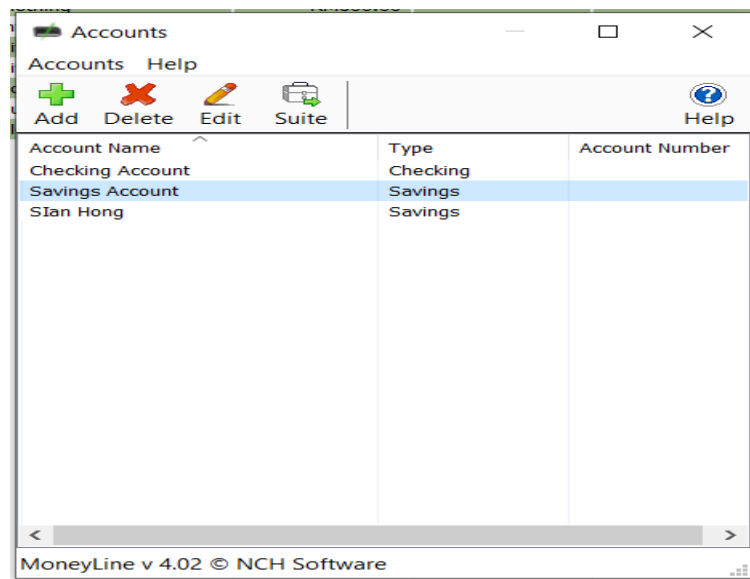 Accounts
Accounts Help
Add Delete Edit Suite Help
Account Name Type Account Number
Checking Account Checking
Savings Account Savings
SIan Hong Savings
MoneyLine v 4.02 © NCH Software